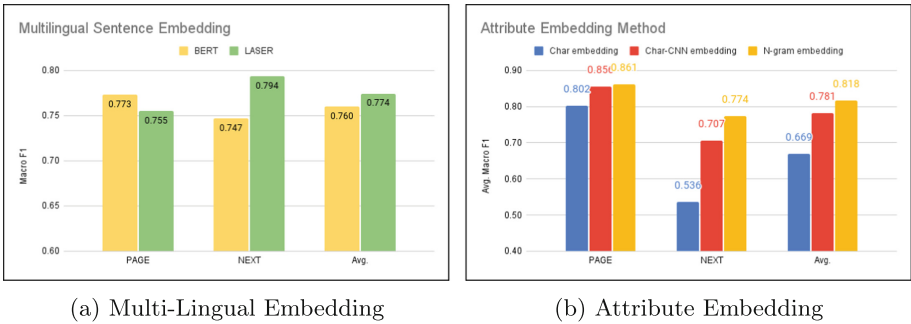 Multilingual Sentence Embedding
BERT LASER
Macro F1
0.80
0.75
0.70
0.65
0.60
0.773
0.755
0.747
0.794
0.760
0.774
PAGE NEXT Avg.
(a) Multi-Lingual Embedding
Attribute Embedding Method
Char embedding Char-CNN embedding N-gram embedding
Avg. Macro F1
0.90
0.80
0.70
0.60
0.50
0.40
0.802
0.856
0.861
0.536
0.707
0.774
0.669
0.781
0.818
PAGE NEXT Avg.
(b) Attribute Embedding